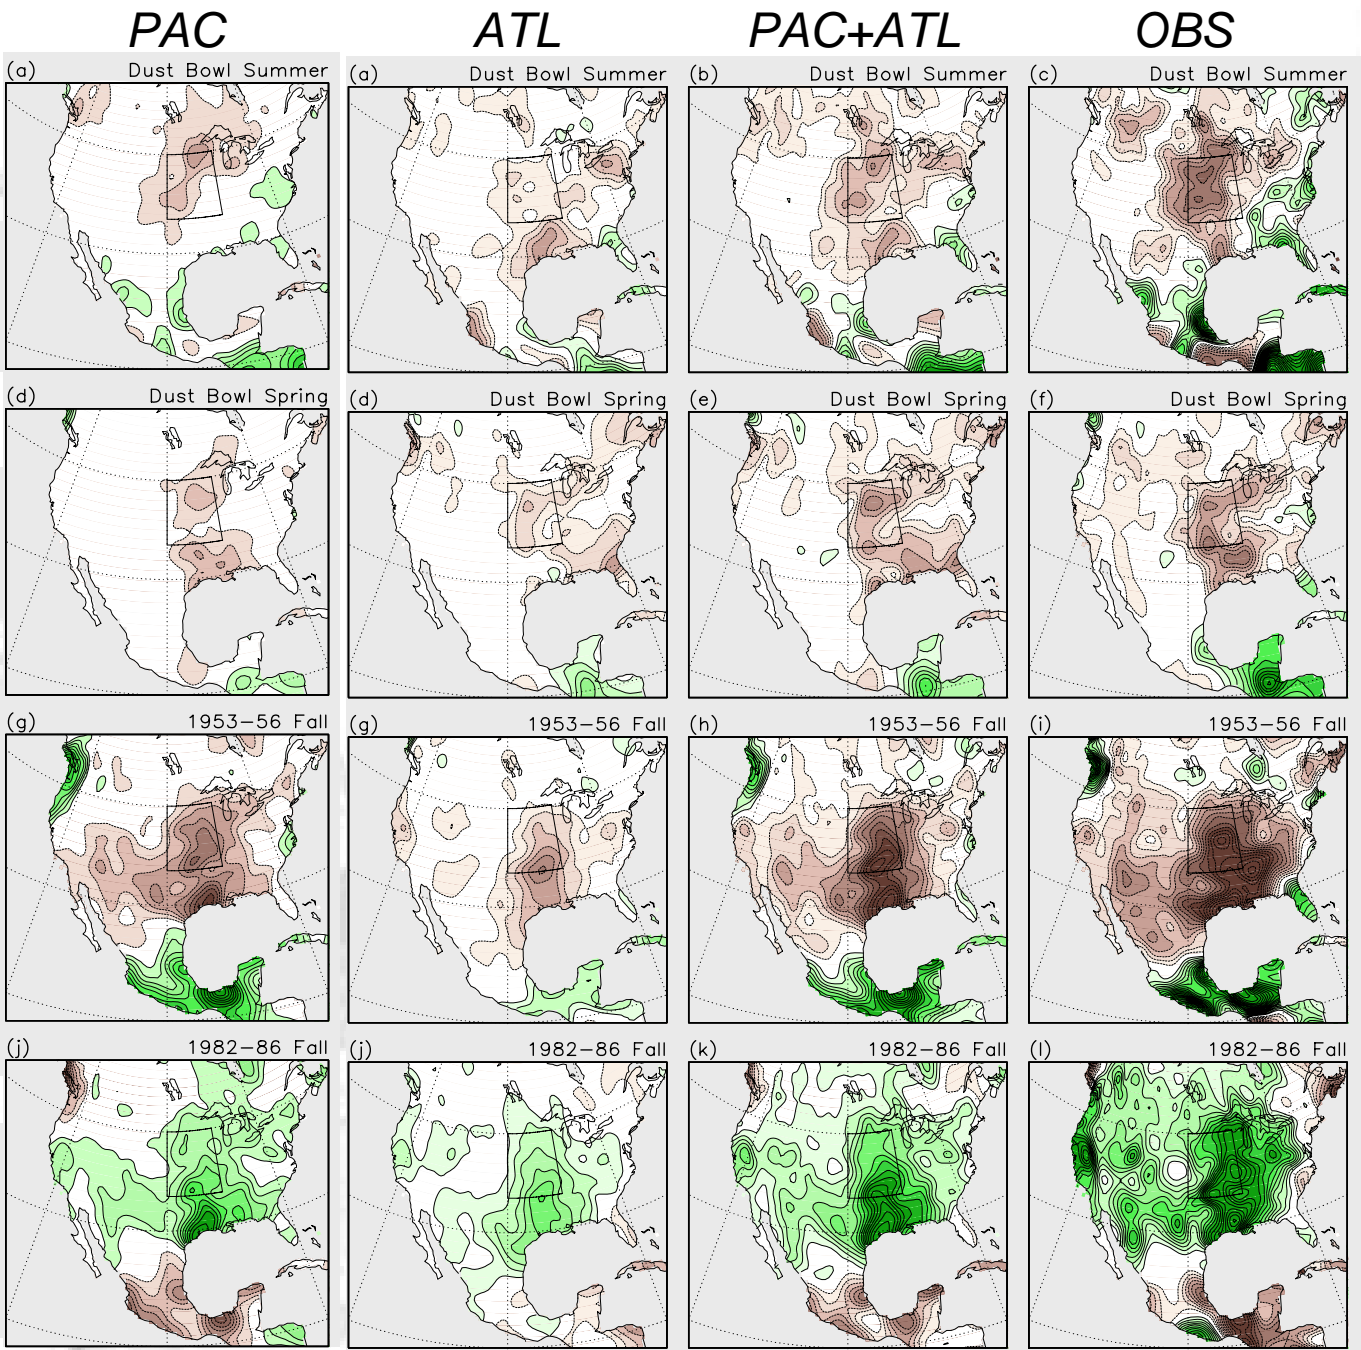 PAC ATL PAC+ATL OBS
(a) Dust Bowl Summer (a) Dust Bowl Summer (b) Dust Bowl Summer (c) Dust Bowl Summer
(d) Dust Bowl Spring (d) Dust Bowl Spring (e) Dust Bowl Spring (f) Dust Bowl Spring
(g) 1953-56 Fall (g) 1953-56 Fall (h) 1953-56 Fall (i) 1953-56 Fall
(j) 1982-86 Fall (j) 1982-86 Fall (k) 1982-86 Fall (l) 1982-86 Fall